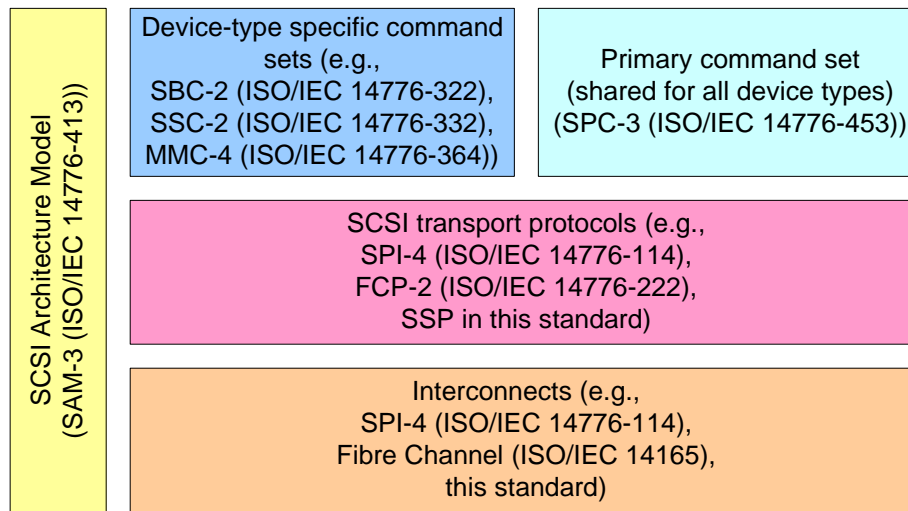 SCSI Architecture Model
(SAM-3 (ISO/IEC 14776-413))
Device-type specific command
sets (e.g.,
SBC-2 (ISO/IEC 14776-322),
SSC-2 (ISO/IEC 14776-332),
MMC-4 (ISO/IEC 14776-364))
Primary command set
(shared for all device types)
(SPC-3 (ISO/IEC 14776-453))
SCSI transport protocols (e.g.,
SPI-4 (ISO/IEC 14776-114),
FCP-2 (ISO/IEC 14776-222),
SSP in this standard)
Interconnects (e.g.,
SPI-4 (ISO/IEC 14776-114),
Fibre Channel (ISO/IEC 14165),
this standard)